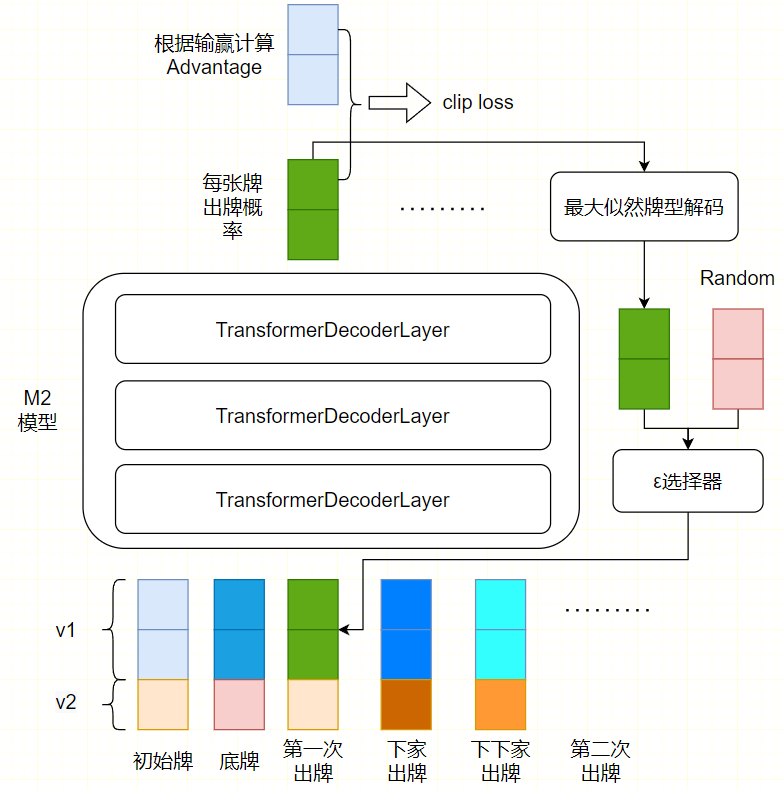 根据输赢计算
Advantage
clip loss
每张牌
出牌概
率
·········
最大似然牌型解码
Random
TransformerDecoderLayer
M2
模型
TransformerDecoderLayer
TransformerDecoderLayer
ε选择器
·········
v1
v2
初始牌
底牌
第一次
出牌
下家
出牌
下下家
出牌
第二次
出牌